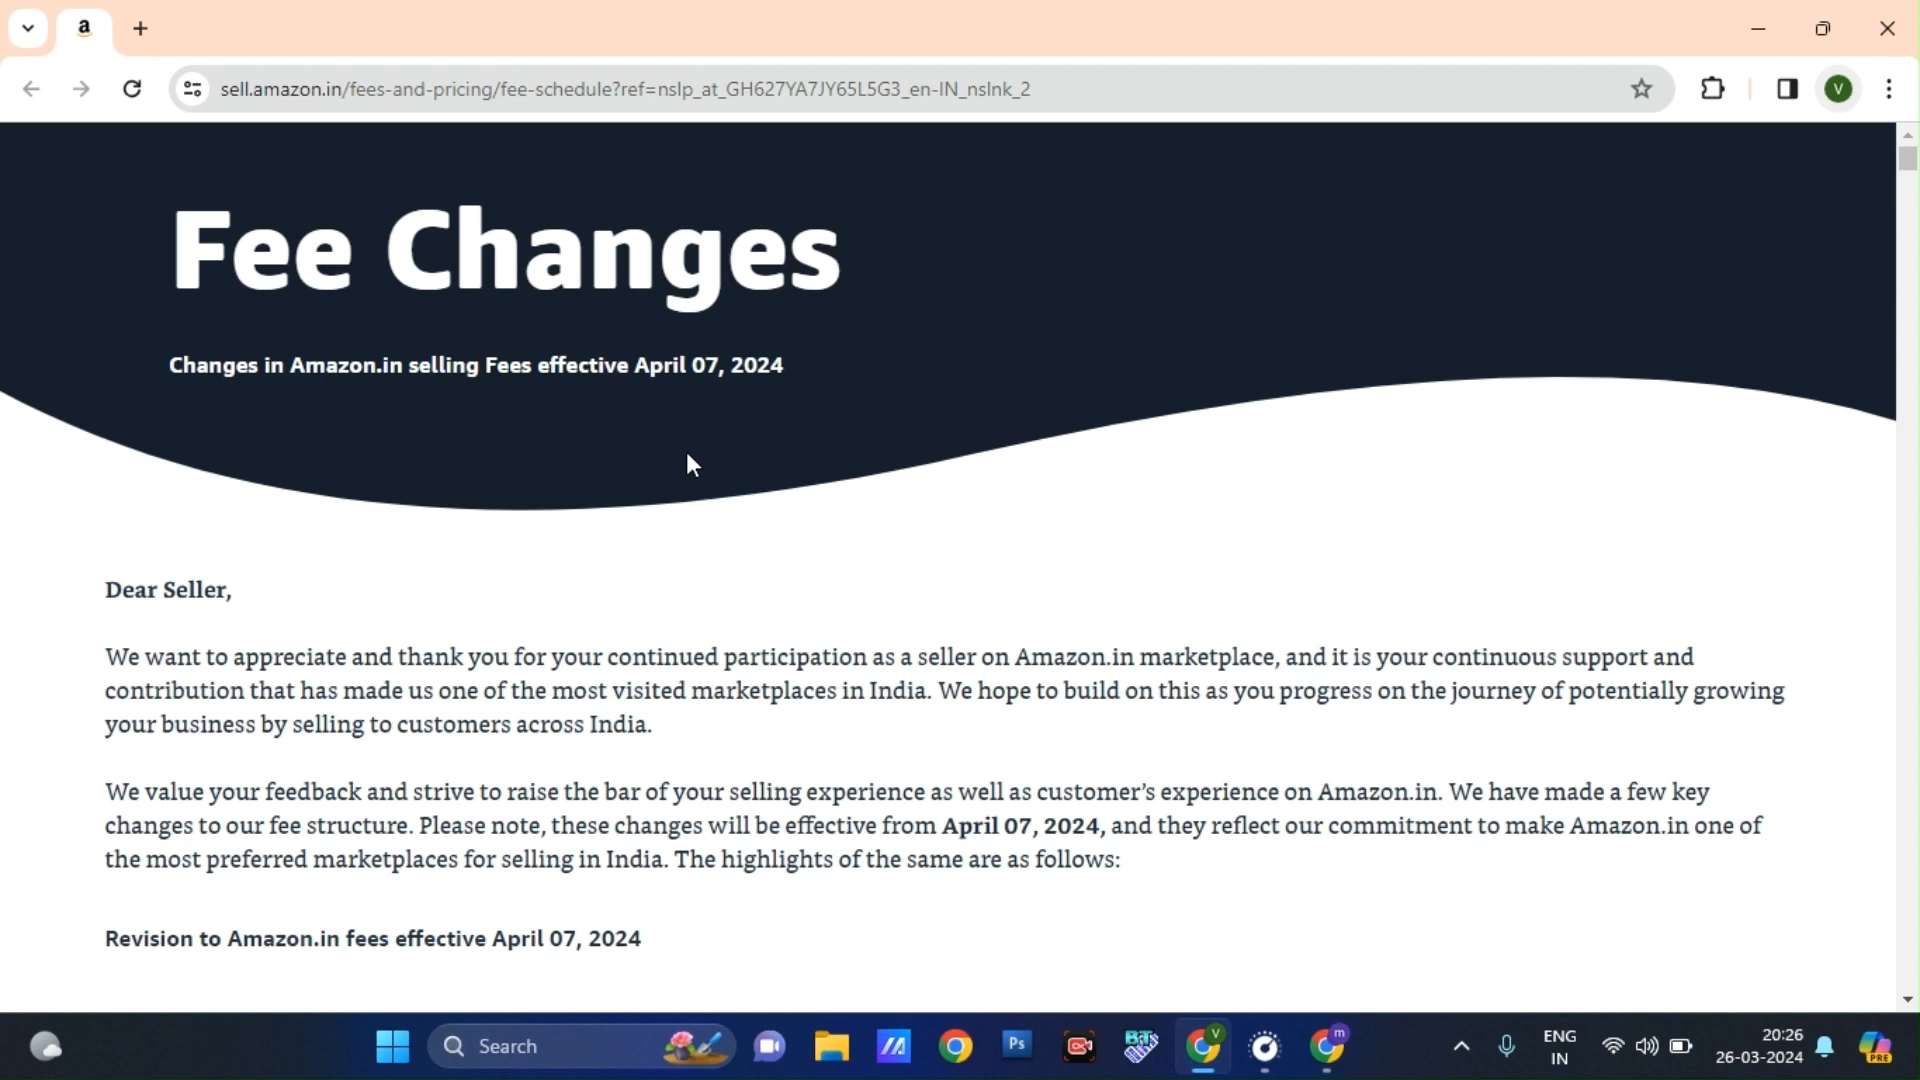 a
sell.amazon.in/fees-and-pricing/fee-schedule?ref=nslp_at_GH627YA7JY65L5G3_en-IN_nslnk_2
V
Fee Changes
Changes in Amazon.in selling Fees effective April 07, 2024
Dear Seller,
We want to appreciate and thank you for your continued participation as a seller on Amazon.in marketplace, and it is your continuous support and
contribution that has made us one of the most visited marketplaces in India. We hope to build on this as you progress on the journey of potentially growing
your business by selling to customers across India.
We value your feedback and strive to raise the bar of your selling experience as well as customer’s experience on Amazon.in. We have made a few key
changes to our fee structure. Please note, these changes will be effective from April 07, 2024, and they reflect our commitment to make Amazon.in one of
the most preferred marketplaces for selling in India. The highlights of the same are as follows:
Revision to Amazon.in fees effective April 07, 2024
Search
Ps
V
m
ENG
IN
20:26
26-03-2024
PRE